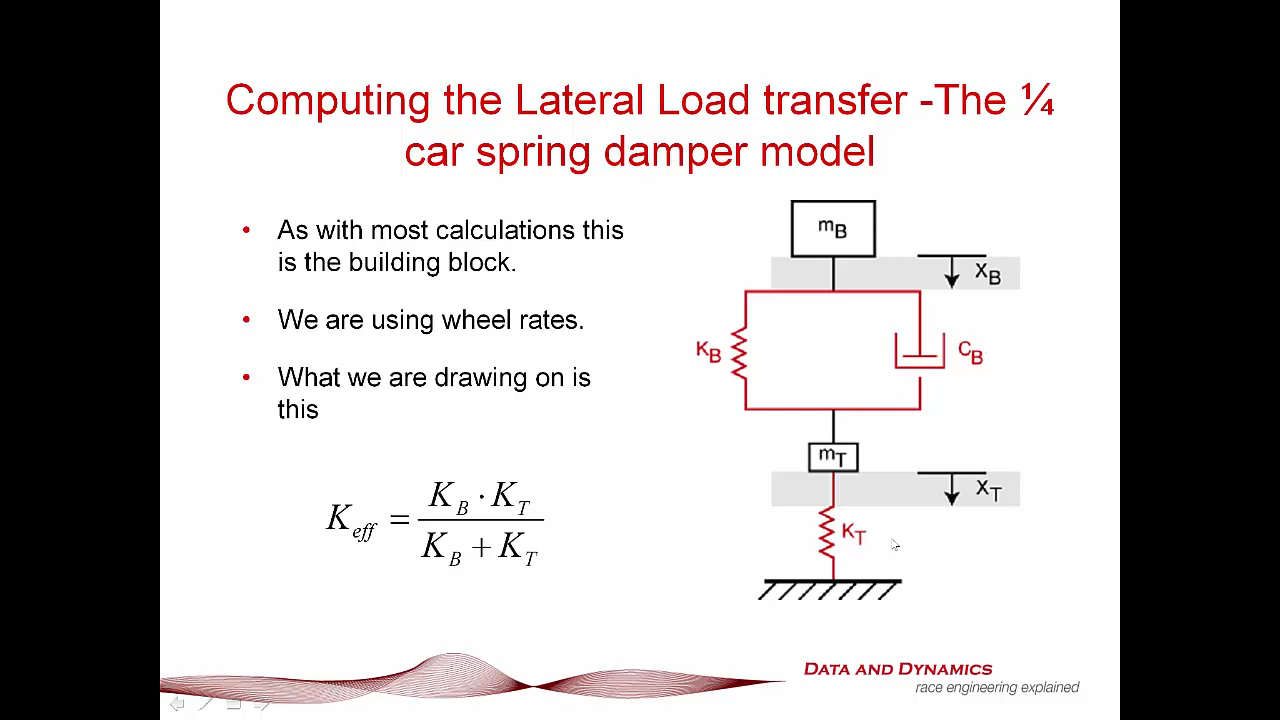 Computing the Lateral Load transfer -The ¼
car spring damper model
• As with most calculations this
is the building block.
• We are using wheel rates.
• What we are drawing on is
this
K_eff = (K_B · K_T) / (K_B + K_T)
m_B
x_B
K_B
C_B
m_T
x_T
K_T
DATA AND DYNAMICS
race engineering explained